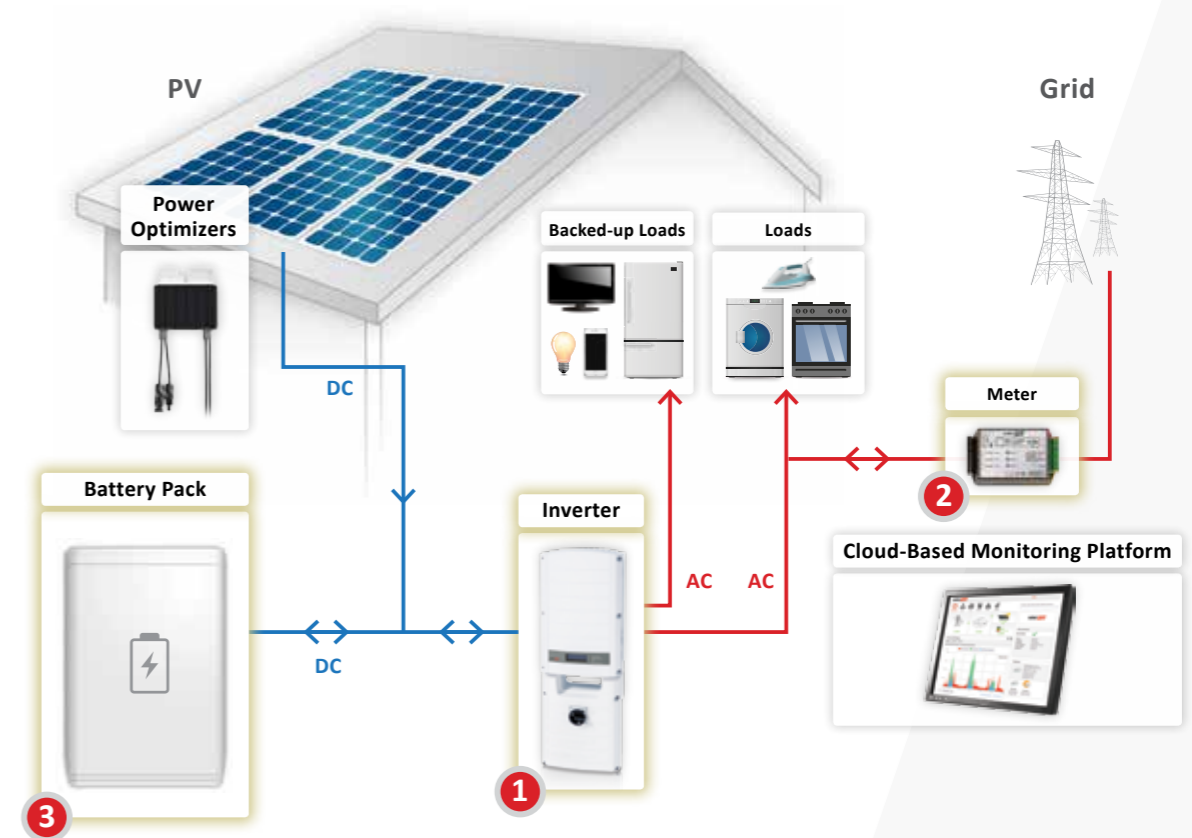 PV
Grid
Power
Optimizers
Backed-up Loads
Loads
DC
Meter
2
Battery Pack
Inverter
AC
AC
Cloud-Based Monitoring Platform
DC
1
3